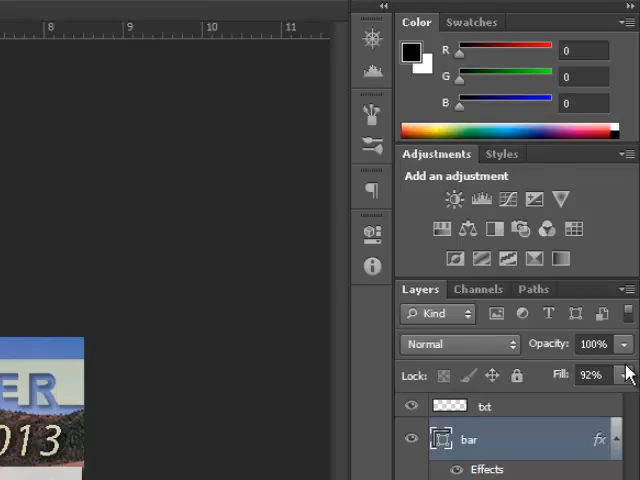 8 9 10 11
Color Swatches
R 0
G 0
B 0
Adjustments Styles
Add an adjustment
Layers Channels Paths
Kind T
Normal Opacity: 100%
Lock: Fill: 92%
txt
bar fx
Effects
ER
013